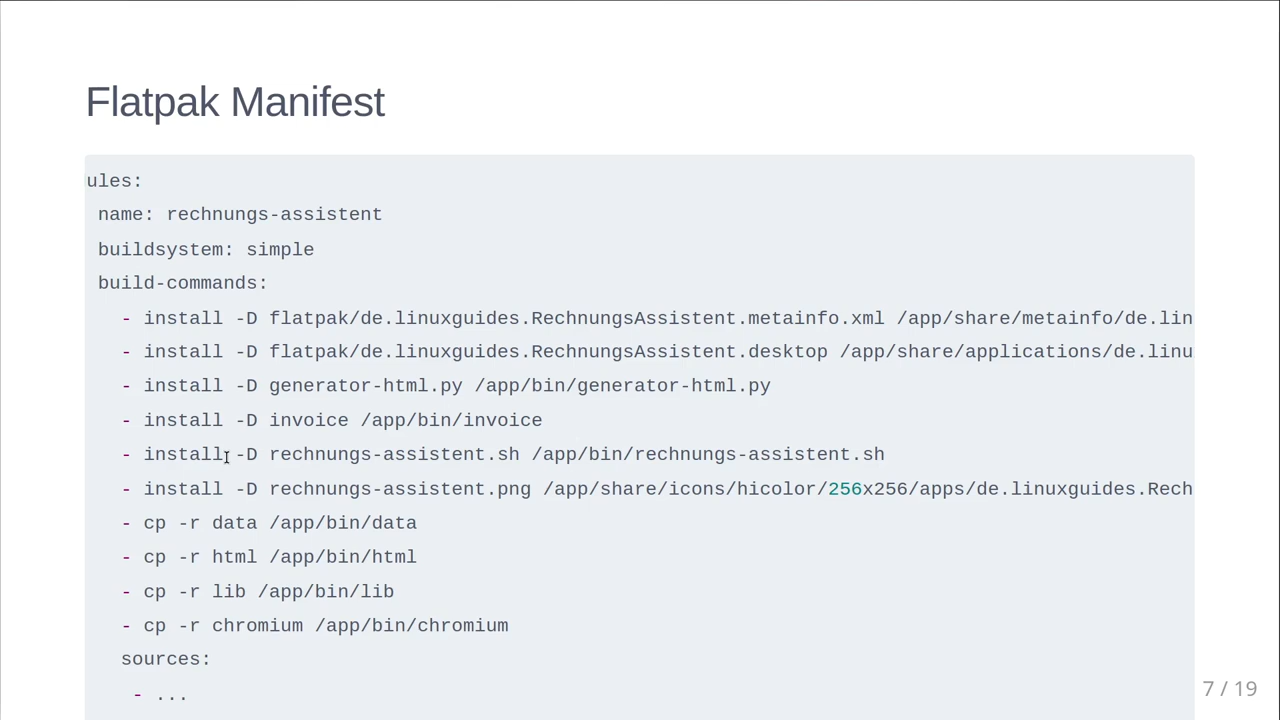 Flatpak Manifest
ules:
name: rechnungs-assistent
buildsystem: simple
build-commands:
- install -D flatpak/de.linuxguides.RechnungsAssistent.metainfo.xml /app/share/metainfo/de.lin
- install -D flatpak/de.linuxguides.RechnungsAssistent.desktop /app/share/applications/de.linu
- install -D generator-html.py /app/bin/generator-html.py
- install -D invoice /app/bin/invoice
- install -D rechnungs-assistent.sh /app/bin/rechnungs-assistent.sh
- install -D rechnungs-assistent.png /app/share/icons/hicolor/256x256/apps/de.linuxguides.Rech
- cp -r data /app/bin/data
- cp -r html /app/bin/html
- cp -r lib /app/bin/lib
- cp -r chromium /app/bin/chromium
sources:
- ...
7 / 19